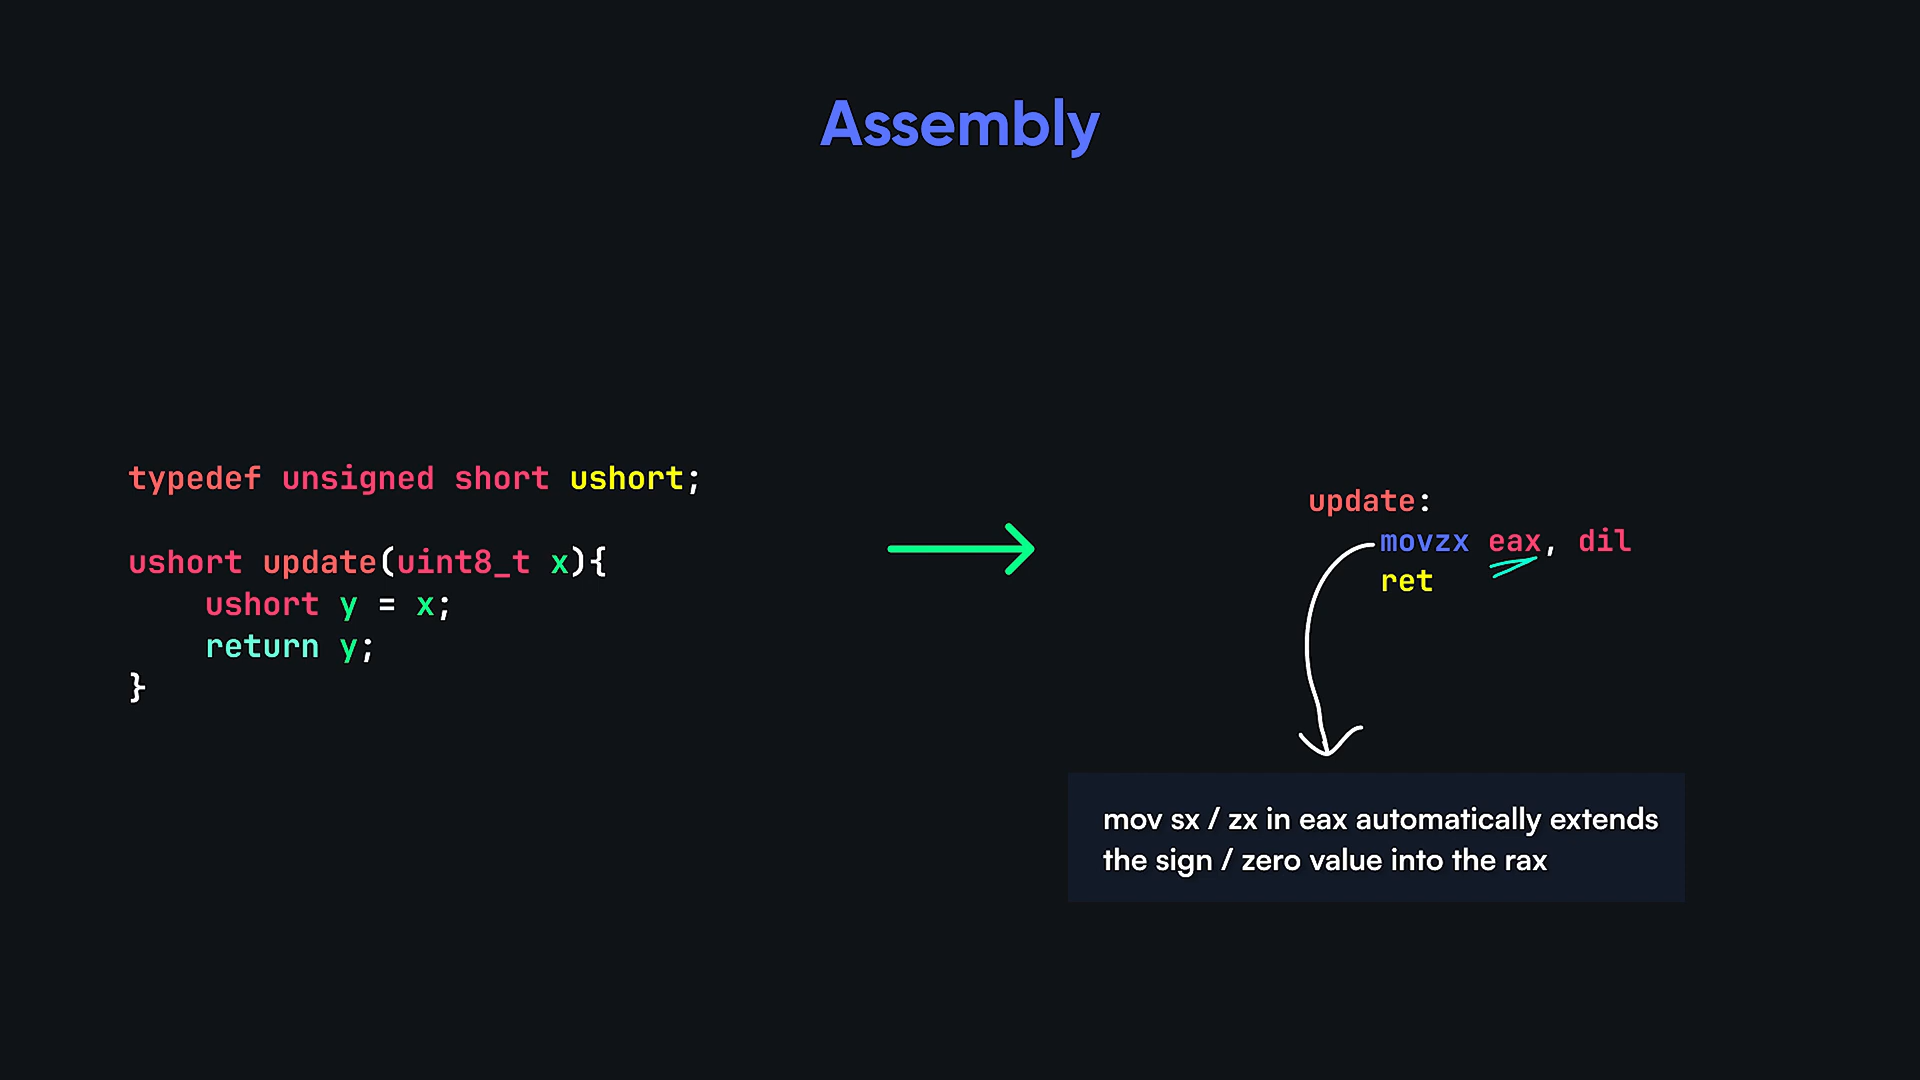 Assembly
typedef unsigned short ushort;
ushort update(uint8_t x){
    ushort y = x;
    return y;
}
update:
    movzx eax, dil
    ret
mov sx / zx in eax automatically extends
the sign / zero value into the rax